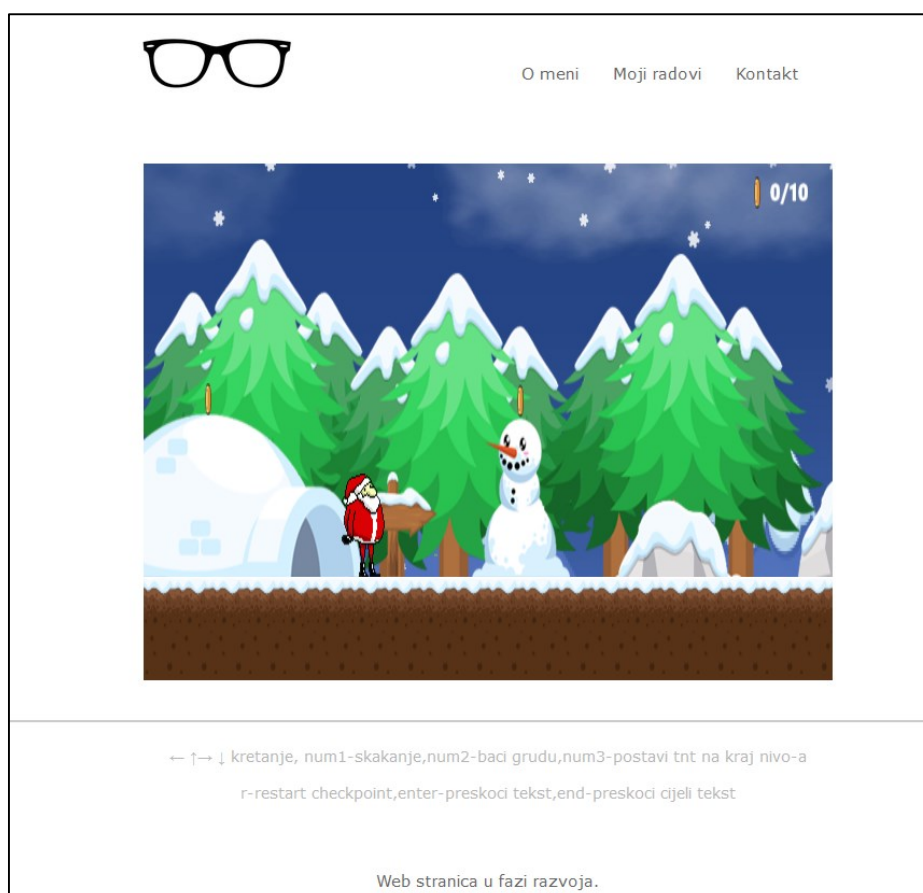 O meni Moji radovi Kontakt
0/10
← ↑→ ↓ kretanje, num1-skakanje,num2-baci grudu,num3-postavi tnt na kraj nivo-a
r-restart checkpoint,enter-preskoci tekst,end-preskoci cijeli tekst
Web stranica u fazi razvoja.